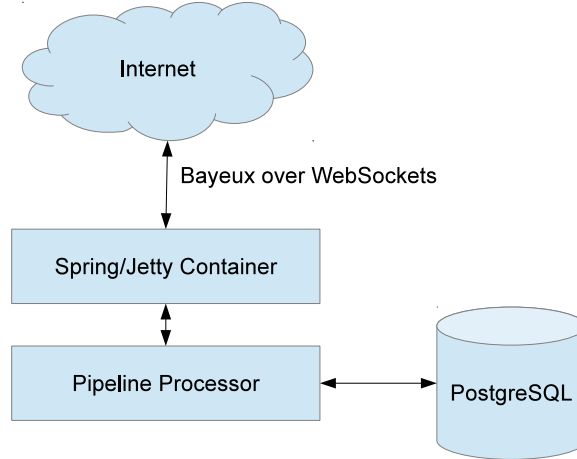 Internet
Bayeux over WebSockets
Spring/Jetty Container
Pipeline Processor
PostgreSQL